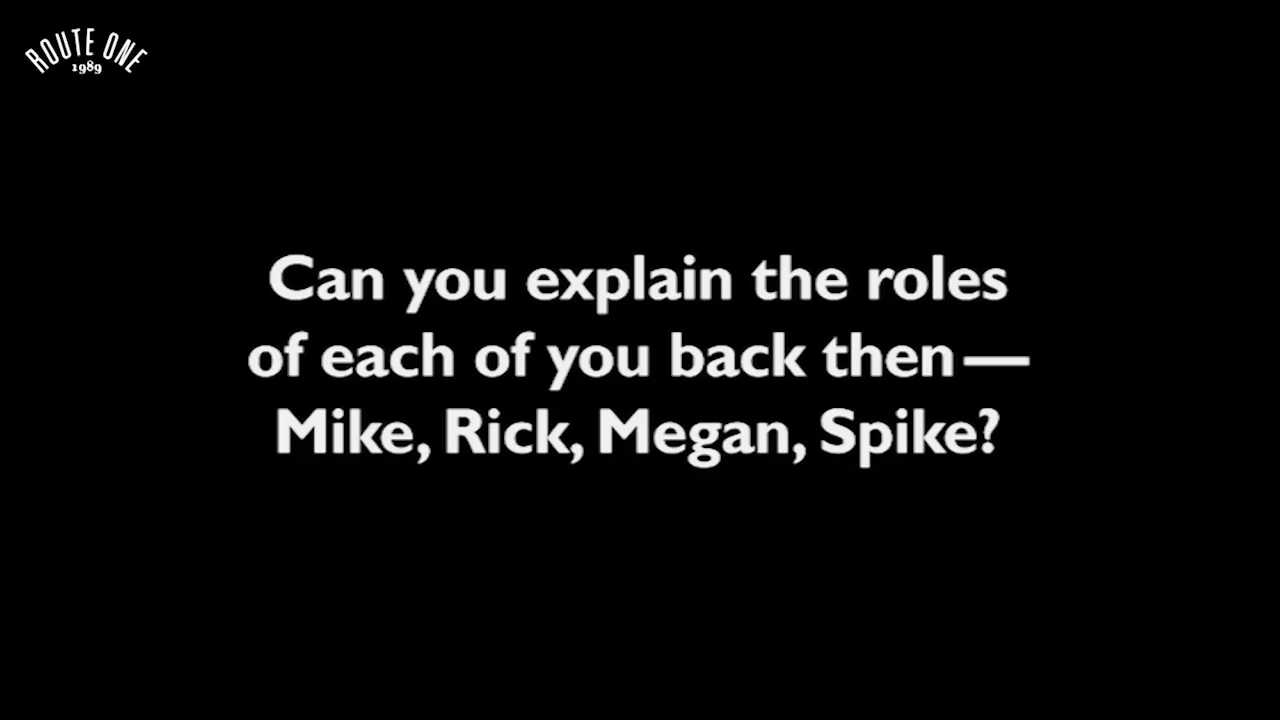 ROUTE ONE
1989
Can you explain the roles
of each of you back then—
Mike, Rick, Megan, Spike?